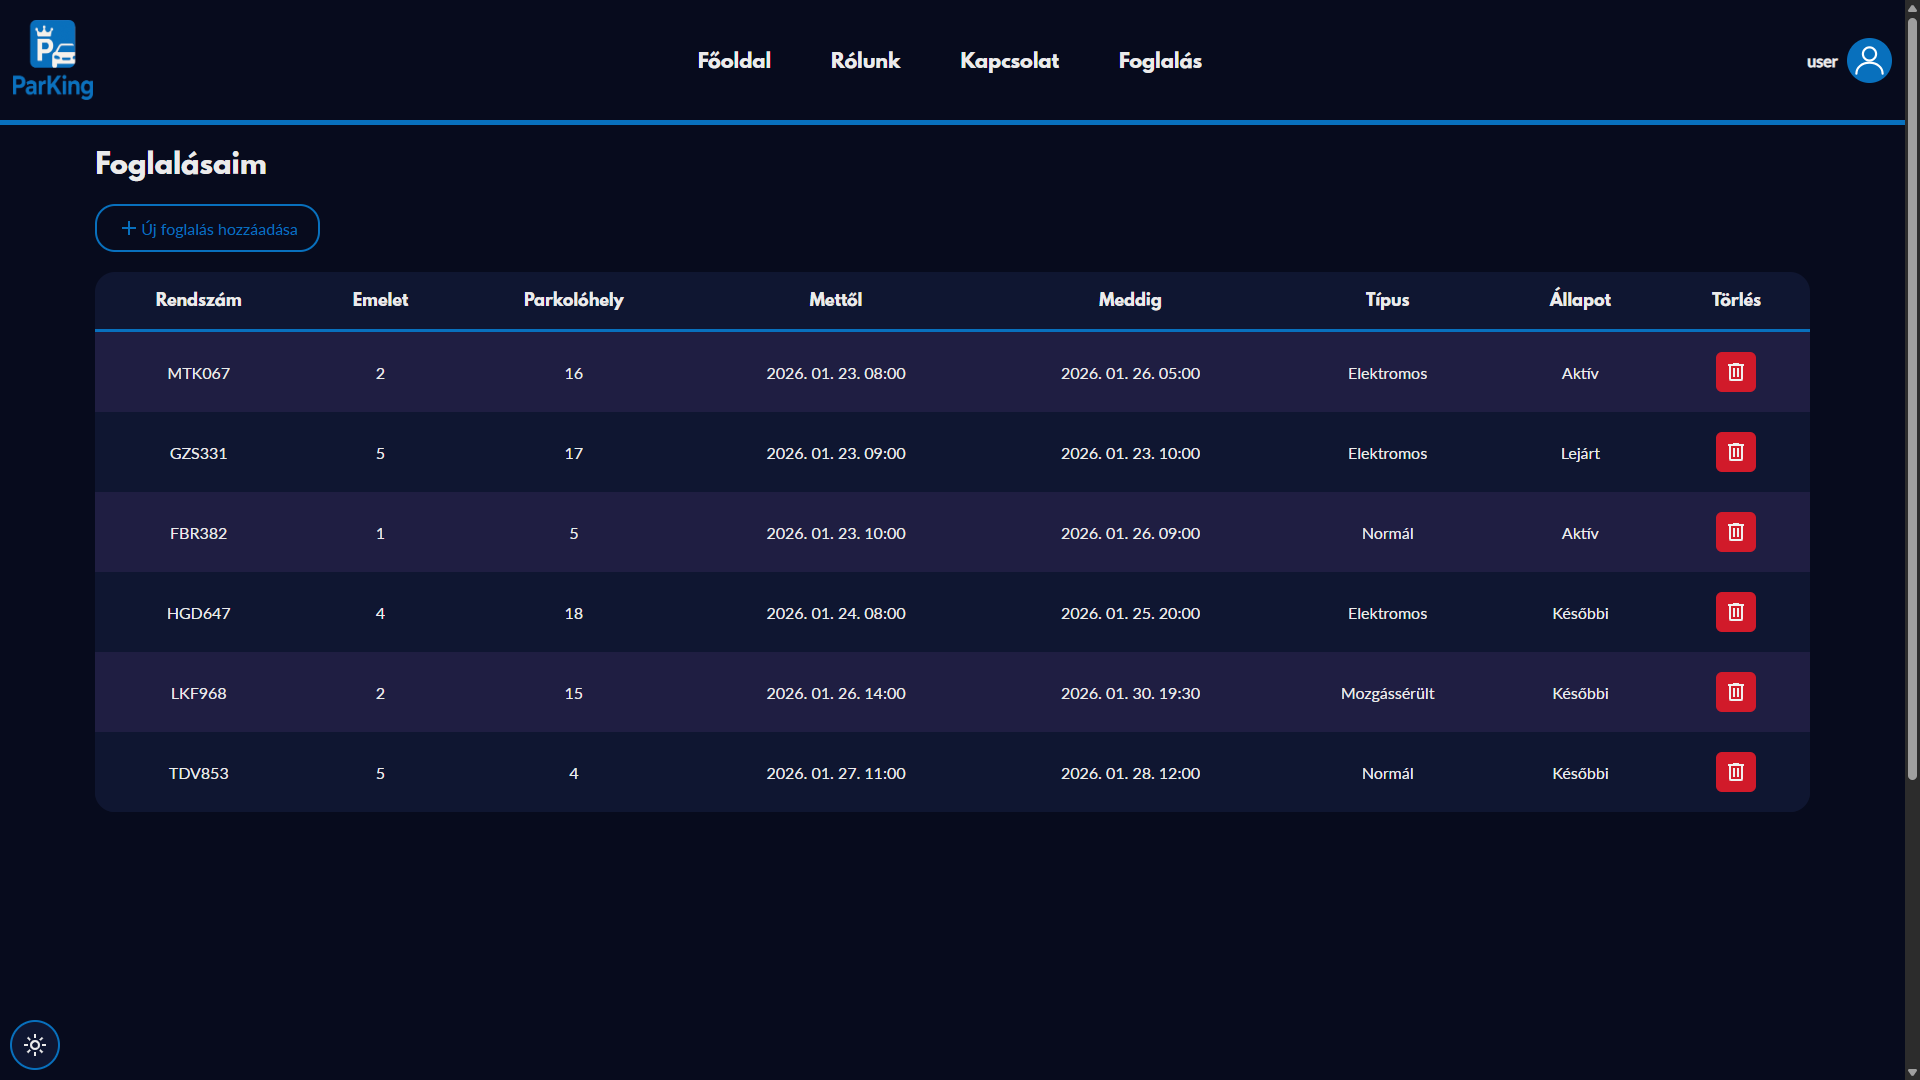 ParKing
Főoldal Rólunk Kapcsolat Foglalás
user
Foglalásaim
Új foglalás hozzáadása
Rendszám Emelet Parkolóhely Mettől Meddig Típus Állapot Törlés
MTK067 2 16 2026. 01. 23. 08:00 2026. 01. 26. 05:00 Elektromos Aktív
GZS331 5 17 2026. 01. 23. 09:00 2026. 01. 23. 10:00 Elektromos Lejárt
FBR382 1 5 2026. 01. 23. 10:00 2026. 01. 26. 09:00 Normál Aktív
HGD647 4 18 2026. 01. 24. 08:00 2026. 01. 25. 20:00 Elektromos Későbbi
LKF968 2 15 2026. 01. 26. 14:00 2026. 01. 30. 19:30 Mozgássérült Későbbi
TDV853 5 4 2026. 01. 27. 11:00 2026. 01. 28. 12:00 Normál Későbbi